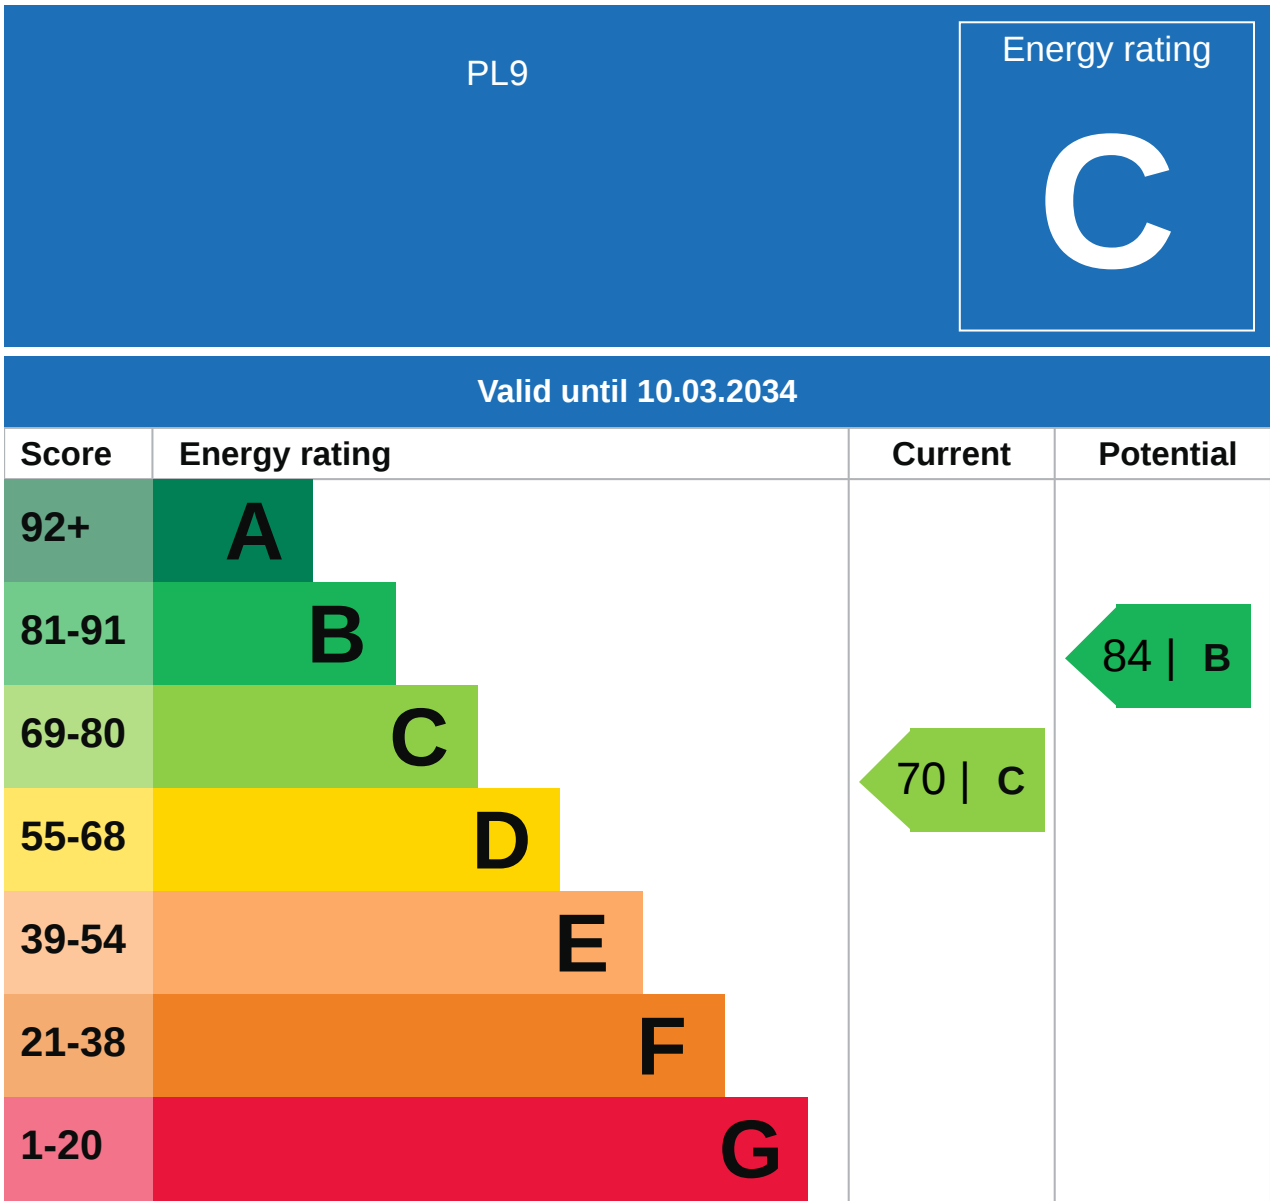 PL9
Energy rating
C
Valid until 10.03.2034
Score Energy rating Current Potential
92+ A
81-91 B
84 | B
69-80 C
70 | C
55-68 D
39-54 E
21-38 F
1-20 G